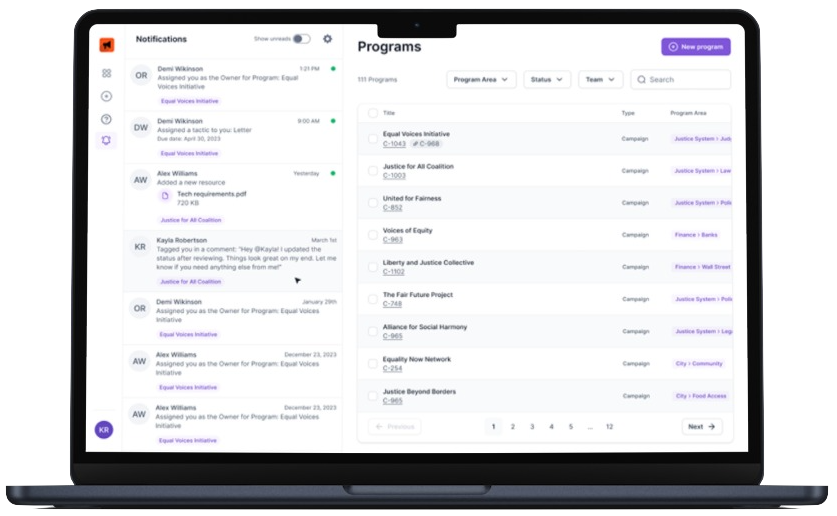 Notifications
Show unreads
OR
Demi Wikinson
1:21 PM
Assigned you as the Owner for Program: Equal
Voices Initiative
Equal Voices Initiative
DW
Demi Wikinson
9:00 AM
Assigned a tactic to you: Letter
Due date: April 30, 2023
Equal Voices Initiative
AW
Alex Williams
Yesterday
Added a new resource
Tech requirements.pdf
720 KB
Justice for All Coalition
KR
Kayla Robertson
March 1st
Tagged you in a comment: "Hey @Kayla! I updated the
status after reviewing. Things look great on my end. Let me
know if you need anything else from me!"
Justice for All Coalition
OR
Demi Wikinson
January 29th
Assigned you as the Owner for Program: Equal Voices
Initiative
Equal Voices Initiative
AW
Alex Williams
December 23, 2023
Assigned you as the Owner for Program: Equal Voices
Initiative
Equal Voices Initiative
AW
Alex Williams
December 23, 2023
Assigned you as the Owner for Program: Equal Voices
Initiative
Equal Voices Initiative
KR
Programs
New program
111 Programs
Program Area
Status
Team
Search
Title
Type
Program Area
Equal Voices Initiative
C-1043 C-968
Campaign
Justice System ›
Justice for All Coalition
C-1003
Campaign
Justice System › Law
United for Fairness
C-852
Campaign
Justice System ›
Voices of Equity
C-963
Campaign
Finance › Banks
Liberty and Justice Collective
C-1102
Campaign
Finance › Wall Street
The Fair Future Project
C-748
Campaign
Justice System ›
Alliance for Social Harmony
C-965
Campaign
Justice System ›
Equality Now Network
C-254
Campaign
City › Community
Justice Beyond Borders
C-965
Campaign
City › Food Access
Previous
1 2 3 4 5 ... 12
Next